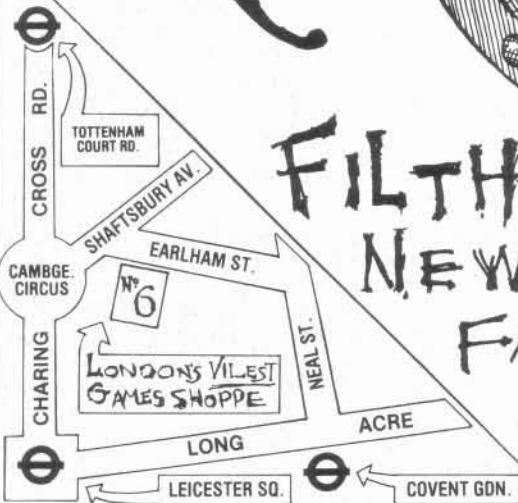 TOTTENHAM
COURT RD.
CHARING CROSS RD.
SHAFTSBURY AV.
EARLHAM ST.
CAMBGE.
CIRCUS
Nº
6
LONDON'S VILEST
GAMES SHOPPE
NEAL ST.
LONG ACRE
LEICESTER SQ.
COVENT GDN.
FILTH
NEW